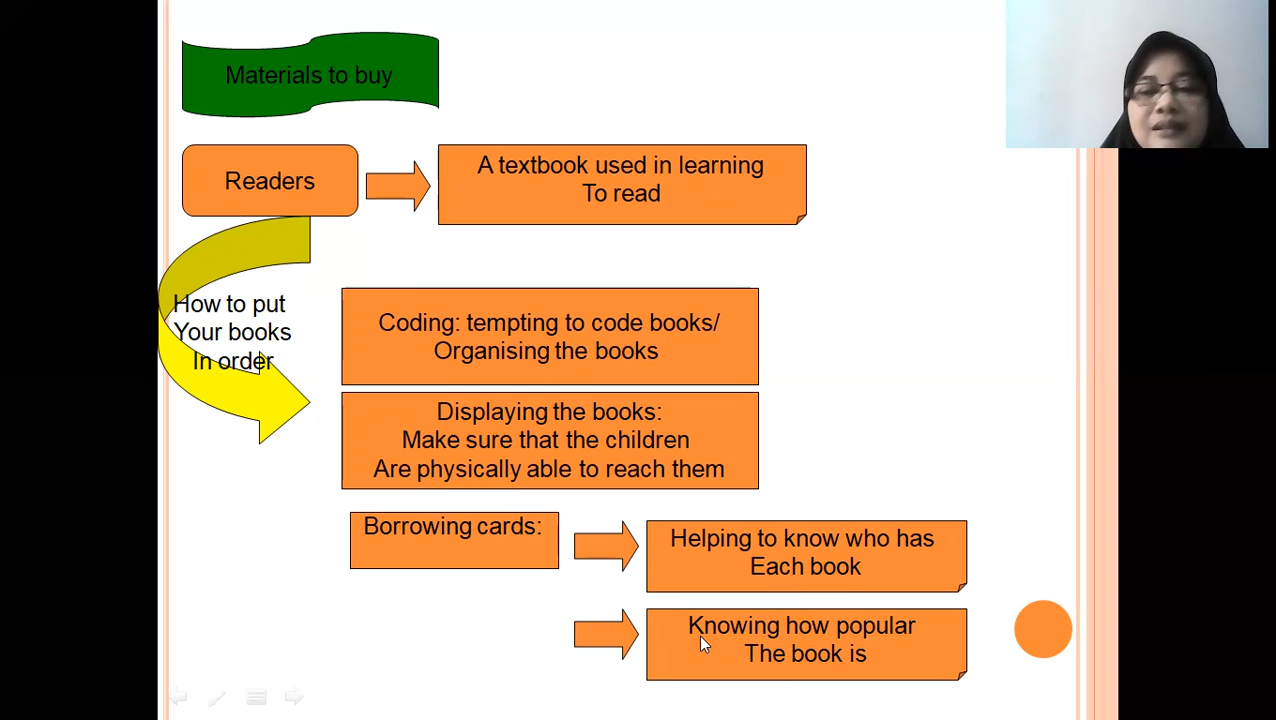 Materials to buy
Readers
A textbook used in learning
To read
How to put
Your books
In order
Coding: tempting to code books/
Organising the books
Displaying the books:
Make sure that the children
Are physically able to reach them
Borrowing cards:
Helping to know who has
Each book
Knowing how popular
The book is